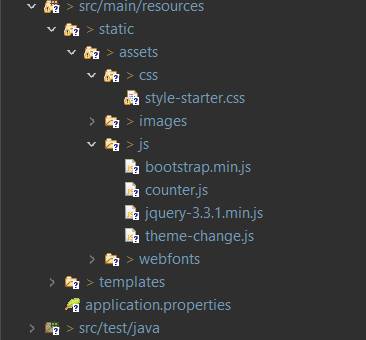 > src/main/resources
> static
> assets
> css
style-starter.css
> images
> js
bootstrap.min.js
counter.js
jquery-3.3.1.min.js
theme-change.js
> webfonts
> templates
application.properties
> src/test/java